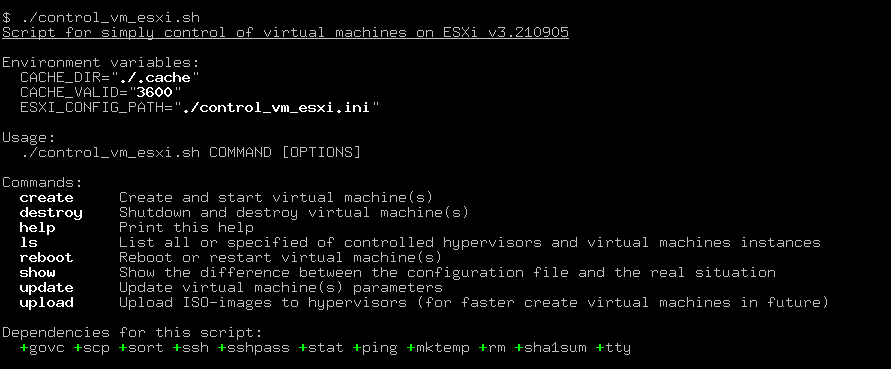 $ ./control_vm_esxi.sh
Script for simply control of virtual machines on ESXi v3.210905
Environment variables:
CACHE_DIR="./.cache"
CACHE_VALID="3600"
ESXI_CONFIG_PATH="./control_vm_esxi.ini"
Usage:
./control_vm_esxi.sh COMMAND [OPTIONS]
Commands:
create Create and start virtual machine(s)
destroy Shutdown and destroy virtual machine(s)
help Print this help
ls List all or specified of controlled hypervisors and virtual machines instances
reboot Reboot or restart virtual machine(s)
show Show the difference between the configuration file and the real situation
update Update virtual machine(s) parameters
upload Upload ISO-images to hypervisors (for faster create virtual machines in future)
Dependencies for this script:
+govc +scp +sort +ssh +sshpass +stat +ping +mktemp +rm +sha1sum +tty